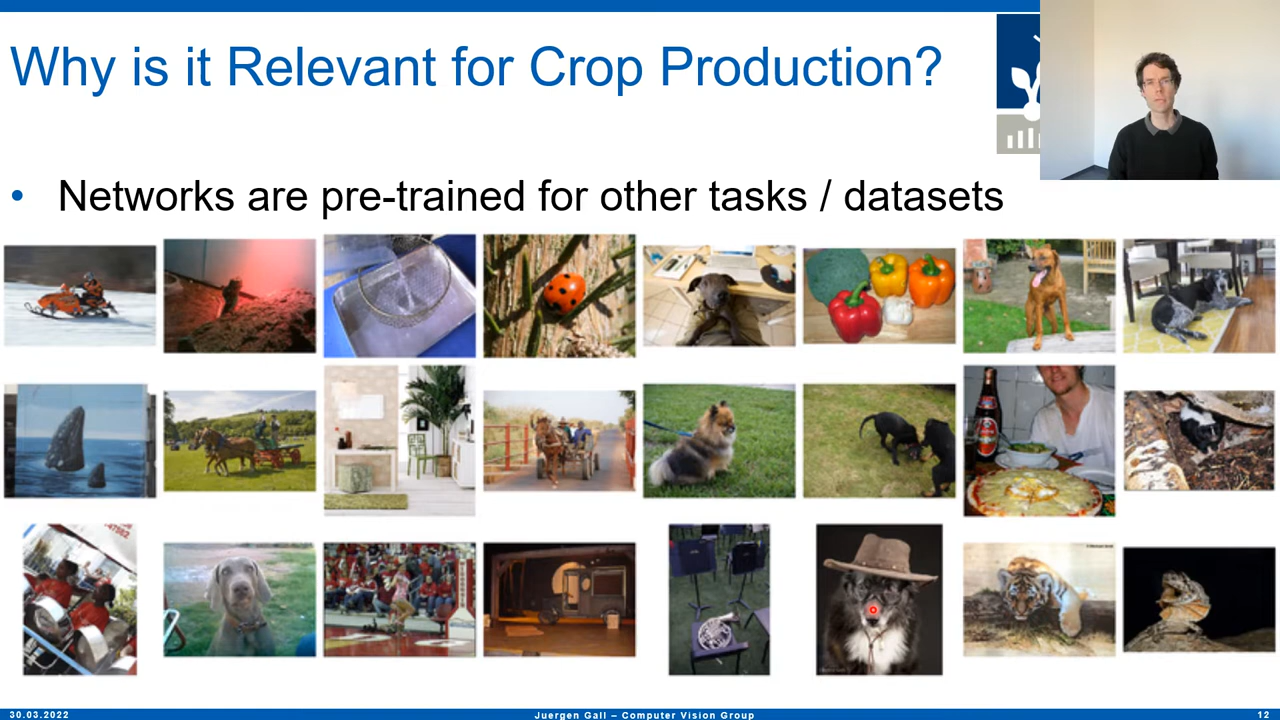 Why is it Relevant for Crop Production?
• Networks are pre-trained for other tasks / datasets
30.03.2022
Juergen Gall – Computer Vision Group
12